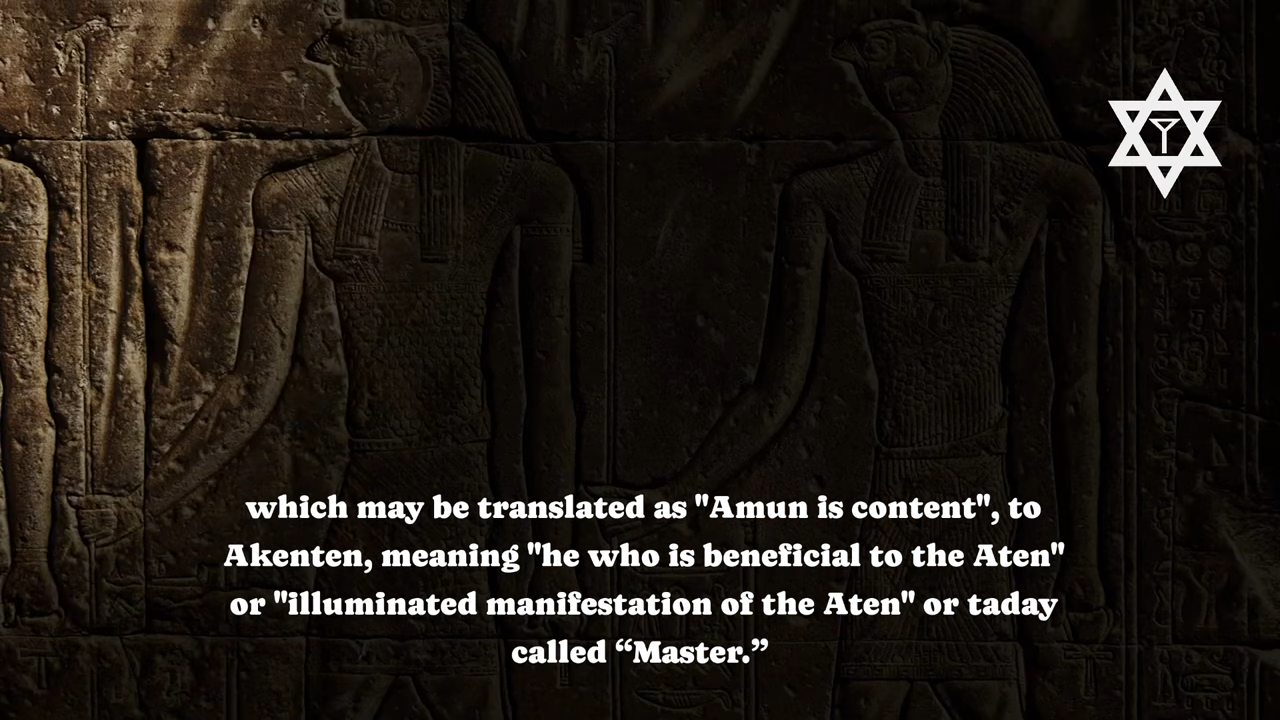 which may be translated as "Amun is content", to
Akenten, meaning "he who is beneficial to the Aten"
or "illuminated manifestation of the Aten" or taday
called “Master.”